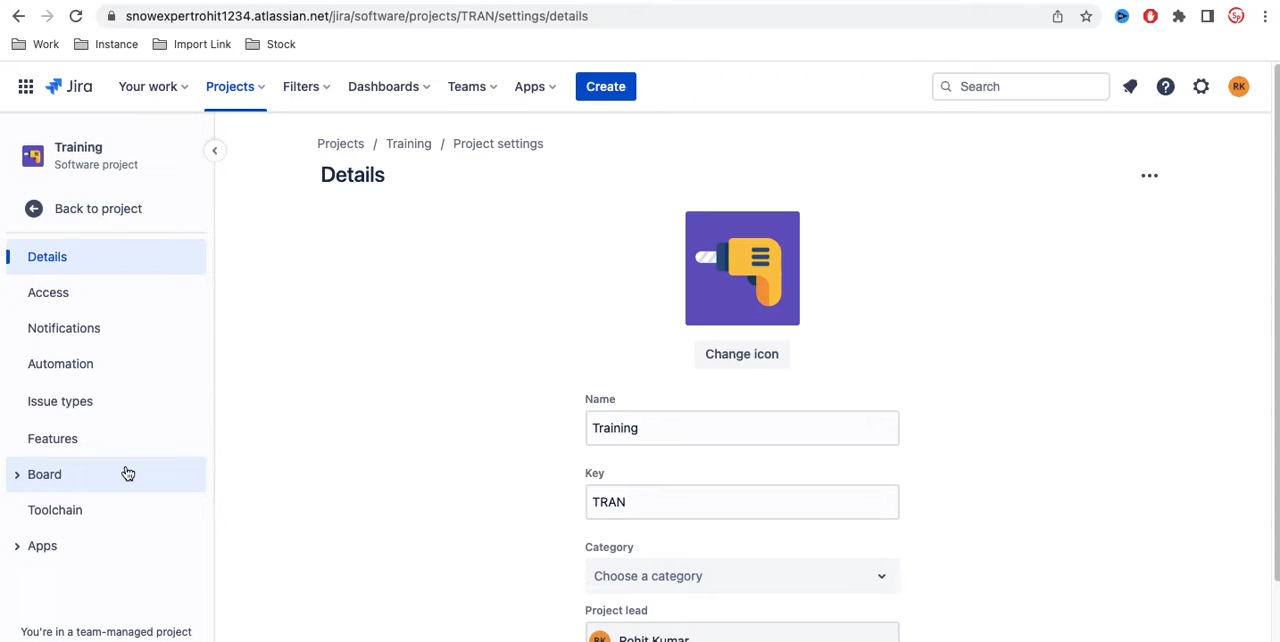 snowexpertrohit1234.atlassian.net/jira/software/projects/TRAN/settings/details
Work Instance Import Link Stock
Jira Your work Projects Filters Dashboards Teams Apps Create Search RK
Training
Software project
Back to project
Details
Access
Notifications
Automation
Issue types
Features
Board
Toolchain
Apps
You're in a team-managed project
Projects / Training / Project settings
Details
Change icon
Name
Training
Key
TRAN
Category
Choose a category
Project lead
RK Rohit Kumar